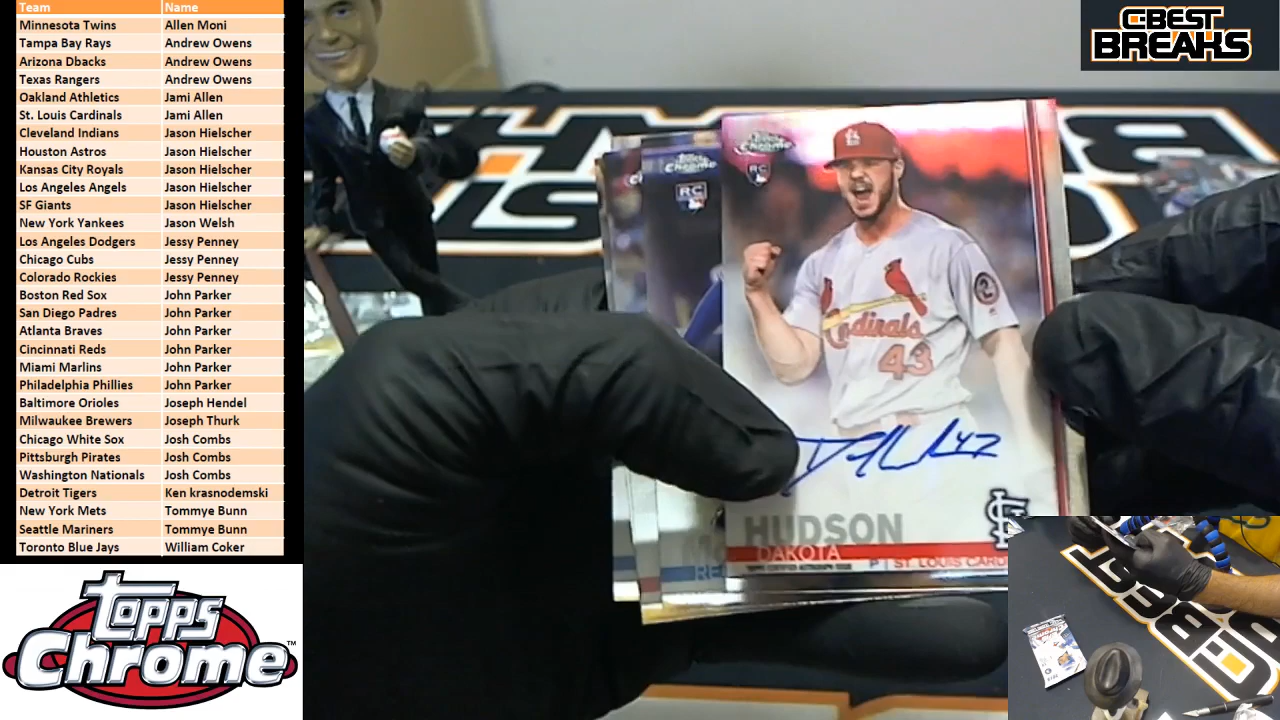 Team Name
Minnesota Twins Allen Moni
Tampa Bay Rays Andrew Owens
Arizona Dbacks Andrew Owens
Texas Rangers Andrew Owens
Oakland Athletics Jami Allen
St. Louis Cardinals Jami Allen
Cleveland Indians Jason Hielscher
Houston Astros Jason Hielscher
Kansas City Royals Jason Hielscher
Los Angeles Angels Jason Hielscher
SF Giants Jason Hielscher
New York Yankees Jason Welsh
Los Angeles Dodgers Jessy Penney
Chicago Cubs Jessy Penney
Colorado Rockies Jessy Penney
Boston Red Sox John Parker
San Diego Padres John Parker
Atlanta Braves John Parker
Cincinnati Reds John Parker
Miami Marlins John Parker
Philadelphia Phillies John Parker
Baltimore Orioles Joseph Hendel
Milwaukee Brewers Joseph Thurk
Chicago White Sox Josh Combs
Pittsburgh Pirates Josh Combs
Washington Nationals Josh Combs
Detroit Tigers Ken krasnodemski
New York Mets Tommye Bunn
Seattle Mariners Tommye Bunn
Toronto Blue Jays William Coker
Topps
Chrome™
C-BEST
BREAKS
Topps
Chrome
RC
Topps
Chrome
RC
Cardinals
43
HUDSON
DAKOTA
P ST. LOUIS CARD